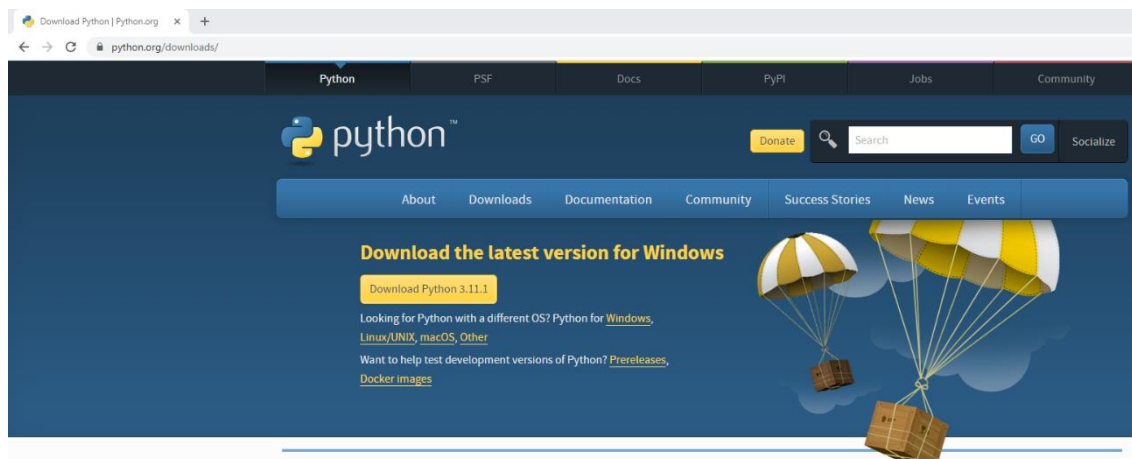 Download Python | Python.org
python.org/downloads/
Python PSF Docs PyPI Jobs Community
python™
Donate Search GO Socialize
About Downloads Documentation Community Success Stories News Events
Download the latest version for Windows
Download Python 3.11.1
Looking for Python with a different OS? Python for Windows,
Linux/UNIX, macOS, Other
Want to help test development versions of Python? Prereleases,
Docker images